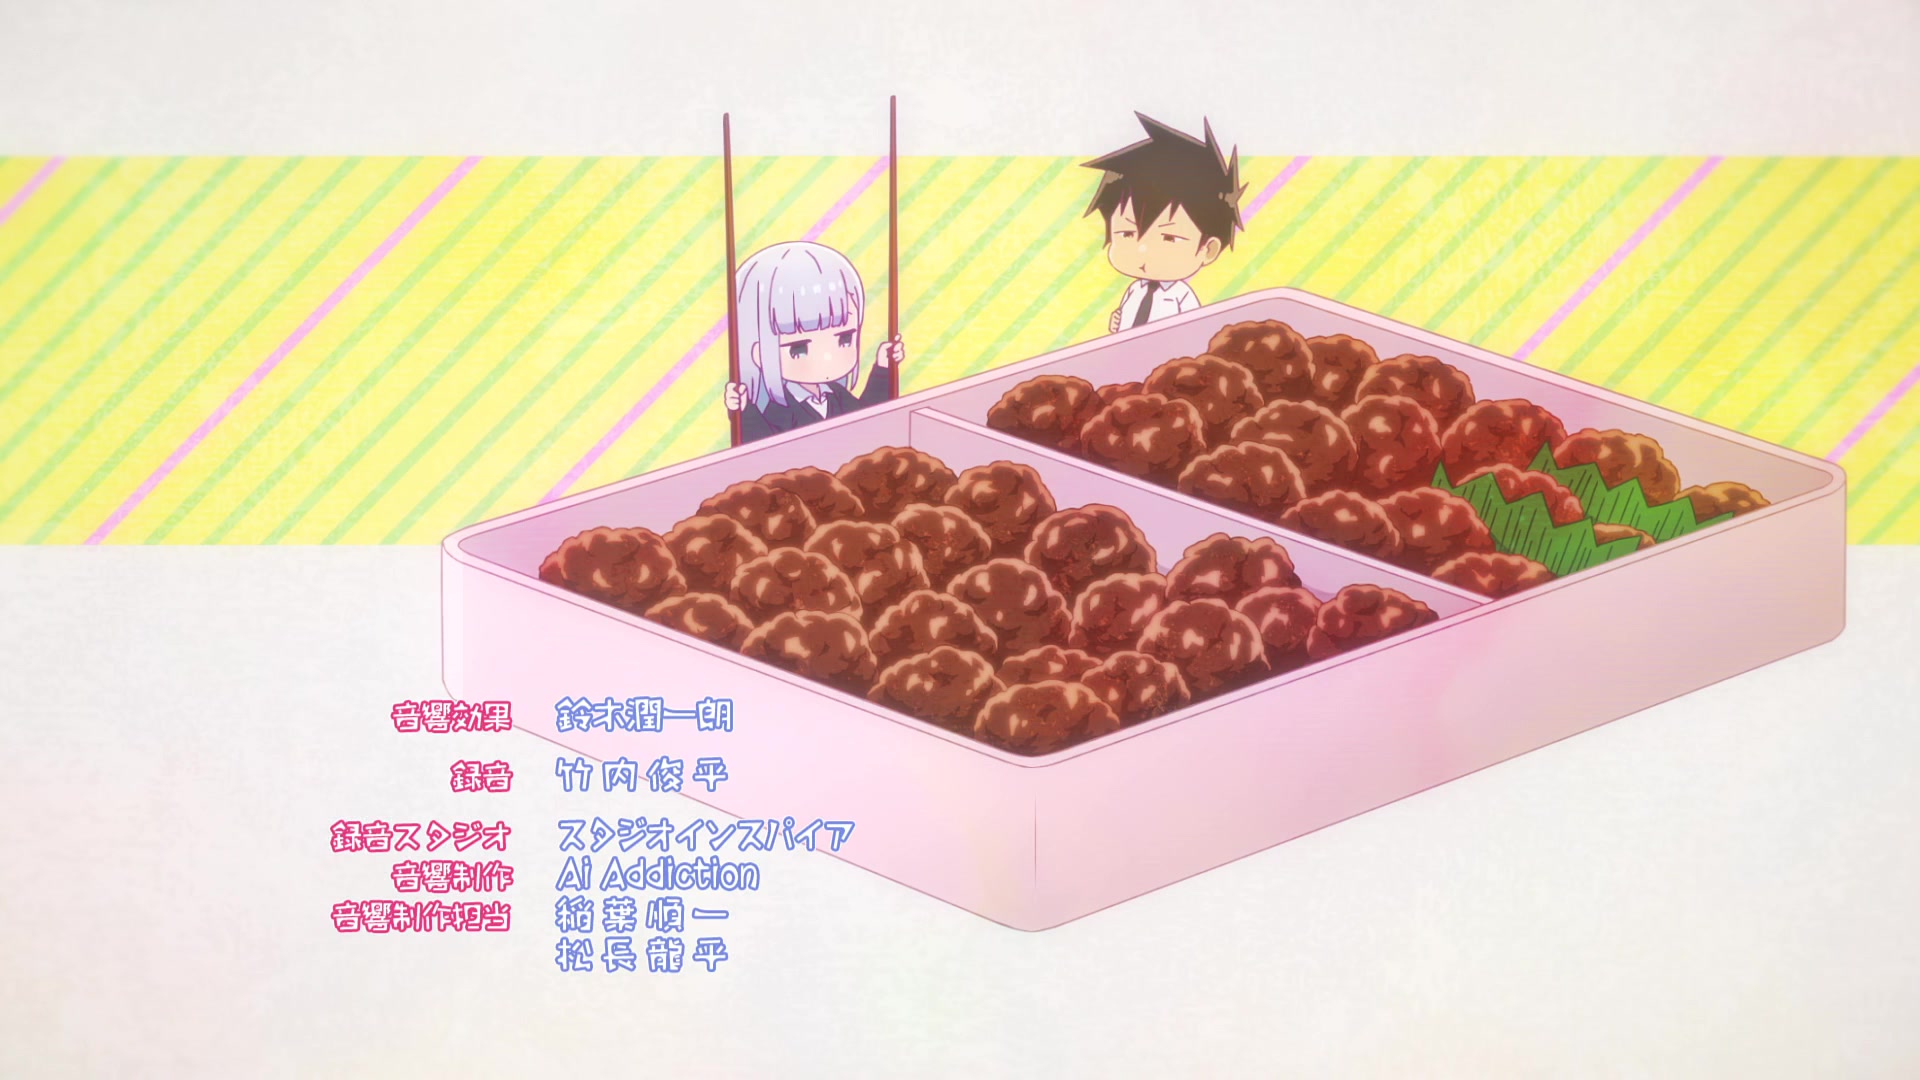 音響効果 鈴木潤一朗
録音 竹内俊平
録音スタジオ スタジオインスパイア
音響制作 Ai Addiction
音響制作担当 稲葉順一
松長龍平